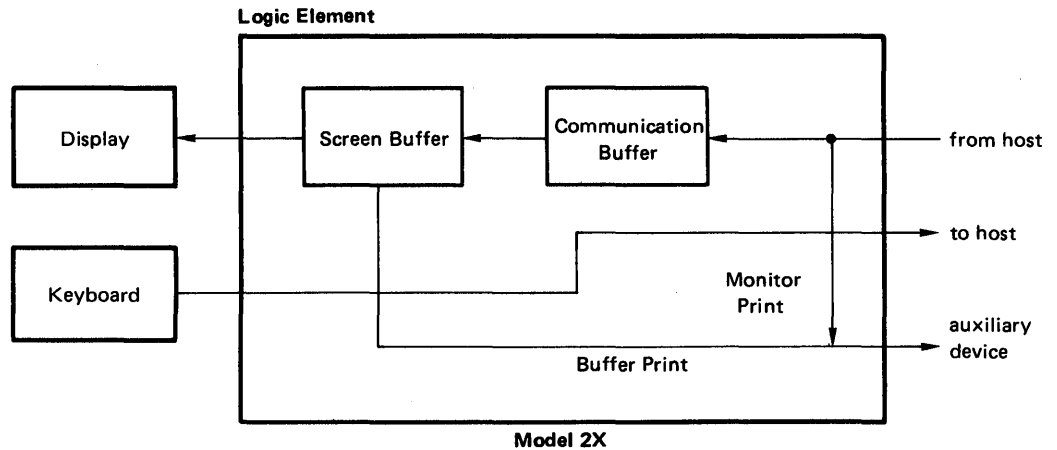 Logic Element
Display
Screen Buffer
Communication
Buffer
from host
to host
Keyboard
Monitor
Print
auxiliary
device
Buffer Print
Model 2X